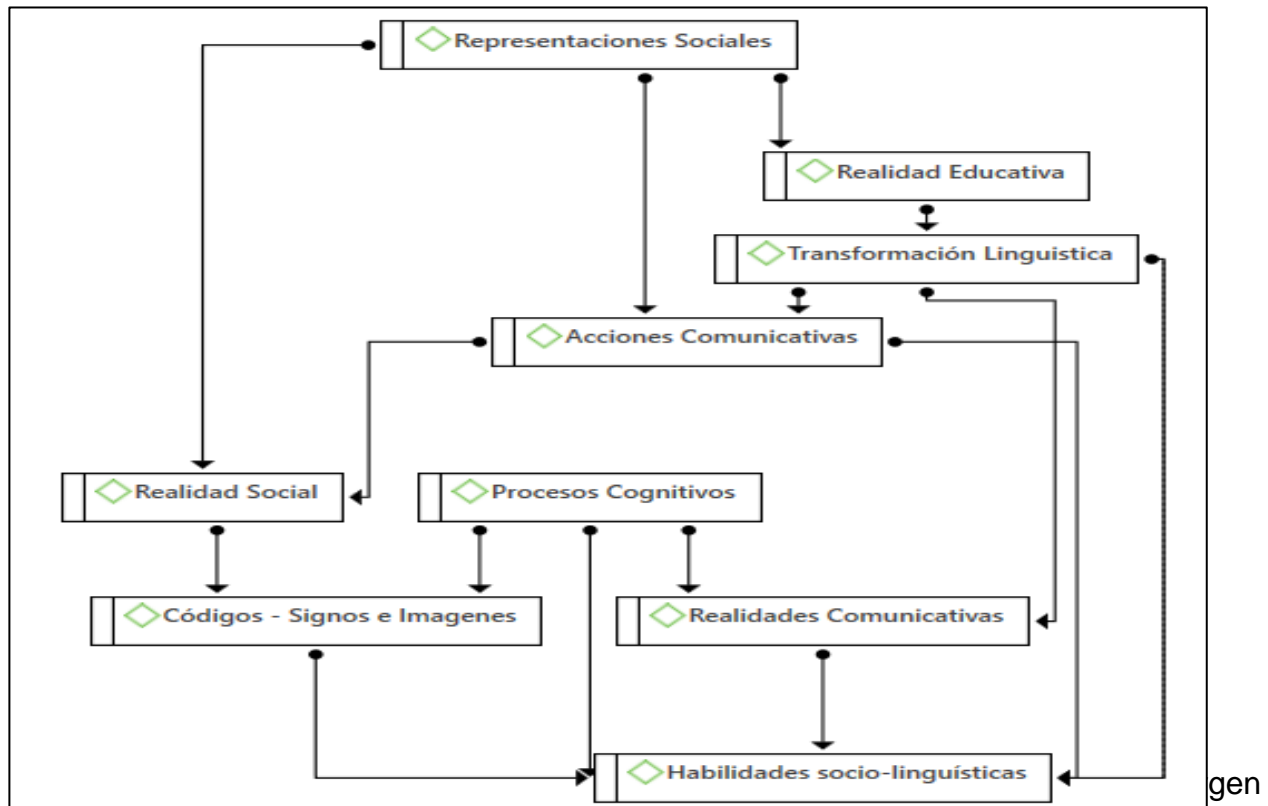 Representaciones Sociales
Realidad Educativa
Transformación Linguistica
Acciones Comunicativas
Realidad Social
Procesos Cognitivos
Códigos - Signos e Imagenes
Realidades Comunicativas
Habilidades socio-linguísticas
gen